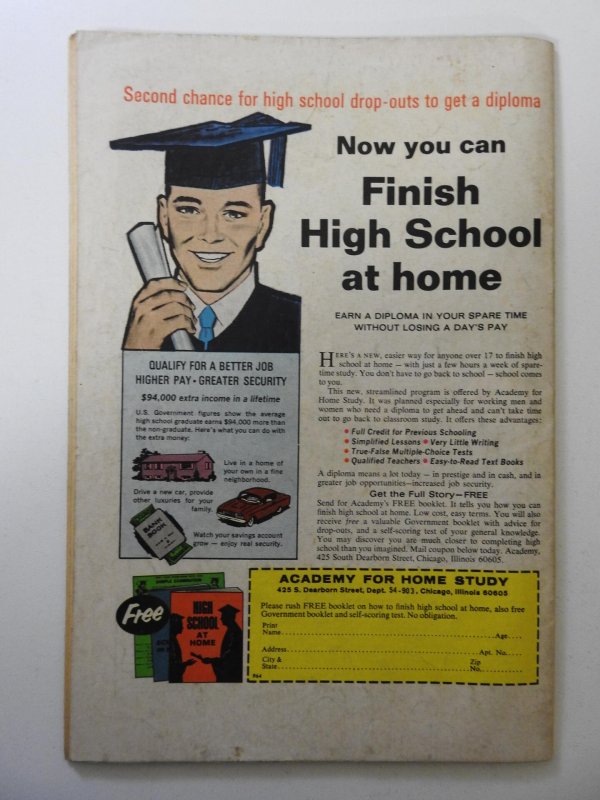 Second chance for high school drop-outs to get a diploma
Now you can
Finish
High School
at home
EARN A DIPLOMA IN YOUR SPARE TIME
WITHOUT LOSING A DAY'S PAY
HERE'S A NEW, easier way for anyone over 17 to finish high
school at home — with just a few hours a week of spare-
time study. You don't have to go back to school — school comes
to you.
This new, streamlined program is offered by Academy for
Home Study. It was planned especially for working men and
women who need a diploma to get ahead and can't take time
out to go back to classroom study. It offers these advantages:
• Full Credit for Previous Schooling
• Simplified Lessons • Very Little Writing
• True-False Multiple-Choice Tests
• Qualified Teachers • Easy-to-Read Text Books
A diploma means a lot today — in prestige and in cash, and in
greater job opportunities—increased job security.
Get the Full Story—FREE
Send for Academy's FREE booklet. It tells you how you can
finish high school at home. Low cost, easy terms. You will also
receive free a valuable Government booklet with advice for
drop-outs, and a self-scoring test of your general knowledge.
You may discover you are much closer to completing high
school than you imagined. Mail coupon below today. Academy,
425 South Dearborn Street, Chicago, Illinois 60605.
QUALIFY FOR A BETTER JOB
HIGHER PAY • GREATER SECURITY
$94,000 extra income in a lifetime
U.S. Government figures show the average
high school graduate earns $94,000 more than
the non-graduate. Here's what you can do with
the extra money:
Live in a home of
your own in a fine
neighborhood.
Drive a new car, provide
other luxuries for your
family.
BANK
BOOK
Watch your savings account
grow — enjoy real security.
Free
HIGH
SCHOOL
AT
HOME
ACADEMY FOR HOME STUDY
425 S. Dearborn Street, Dept. 54-903, Chicago, Illinois 60605
Please rush FREE booklet on how to finish high school at home, also free
Government booklet and self-scoring test. No obligation.
Print
Name Age
Address Apt. No.
City & Zip
State No.